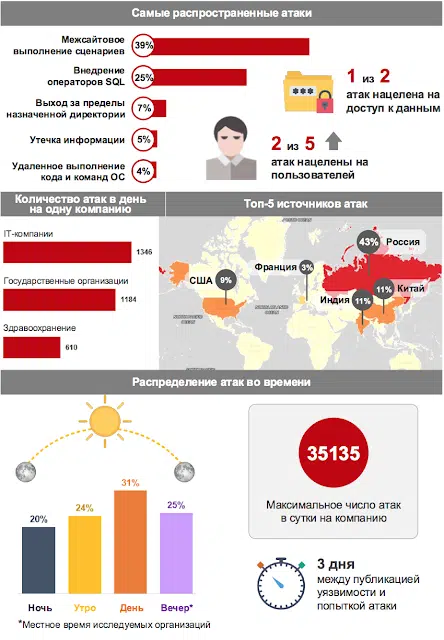 Самые распространенные атаки
Межсайтовое
выполнение сценариев
39%
Внедрение
операторов SQL
25%
Выход за пределы
назначенной директории
7%
Утечка информации
5%
Удаленное выполнение
кода и команд ОС
4%
***
1 из 2
атак нацелена на
доступ к данным
2 из 5
атак нацелены на
пользователей
Количество атак в день
на одну компанию
IT-компании
1346
Государственные организации
1184
Здравоохранение
610
Топ-5 источников атак
43%
Россия
Франция
3%
США
9%
Китай
11%
Индия
11%
Распределение атак во времени
20%
24%
31%
25%
Ночь
Утро
День
Вечер*
*Местное время исследуемых организаций
35135
Максимальное число атак
в сутки на компанию
3 дня
между публикацией
уязвимости и
попыткой атаки